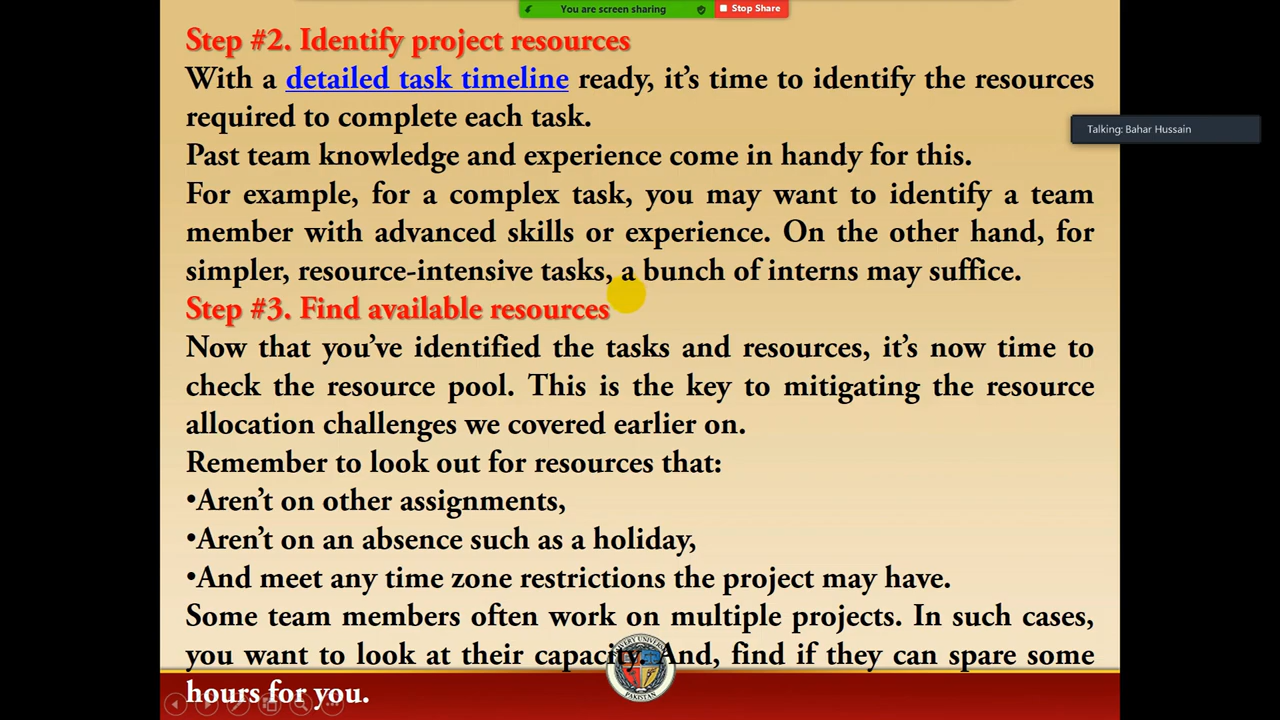 You are screen sharing
Stop Share
Step #2. Identify project resources
With a detailed task timeline ready, it’s time to identify the resources
required to complete each task.
Talking: Bahar Hussain
Past team knowledge and experience come in handy for this.
For example, for a complex task, you may want to identify a team
member with advanced skills or experience. On the other hand, for
simpler, resource-intensive tasks, a bunch of interns may suffice.
Step #3. Find available resources
Now that you’ve identified the tasks and resources, it’s now time to
check the resource pool. This is the key to mitigating the resource
allocation challenges we covered earlier on.
Remember to look out for resources that:
•Aren’t on other assignments,
•Aren’t on an absence such as a holiday,
•And meet any time zone restrictions the project may have.
Some team members often work on multiple projects. In such cases,
you want to look at their capacity. And, find if they can spare some
hours for you.
PAKISTAN